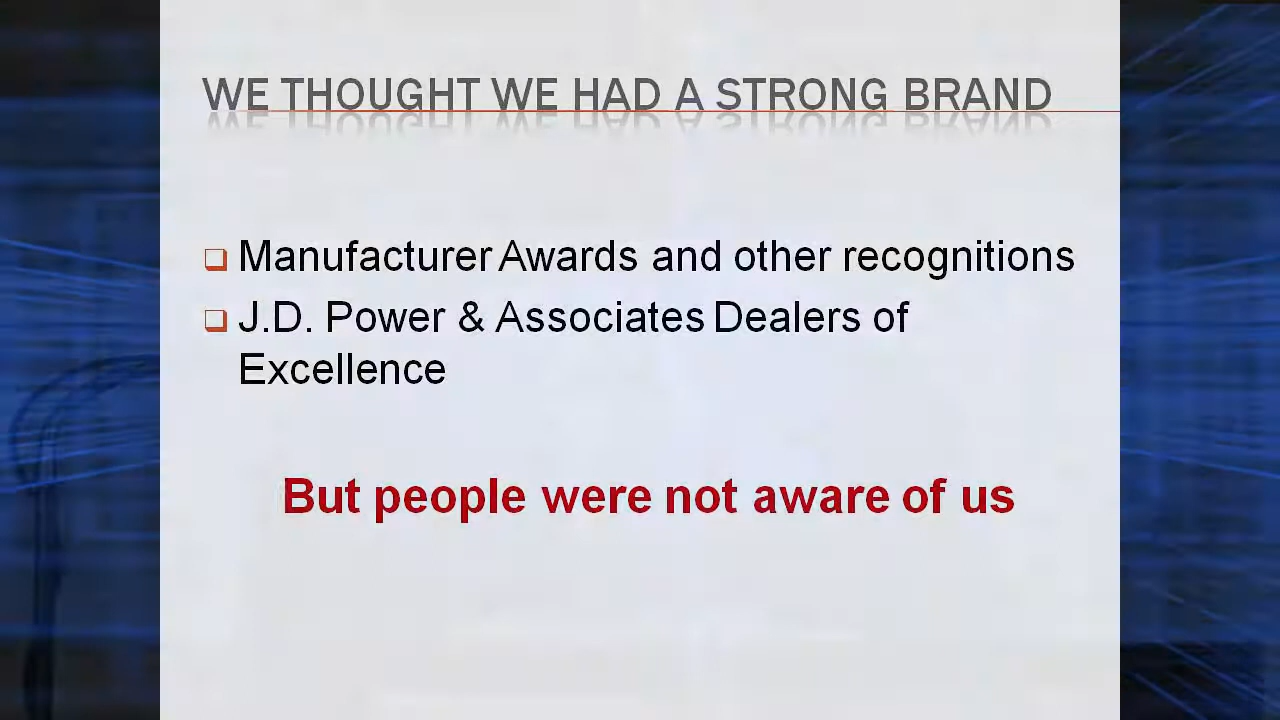 WE THOUGHT WE HAD A STRONG BRAND
Manufacturer Awards and other recognitions
J.D. Power & Associates Dealers of
Excellence
But people were not aware of us